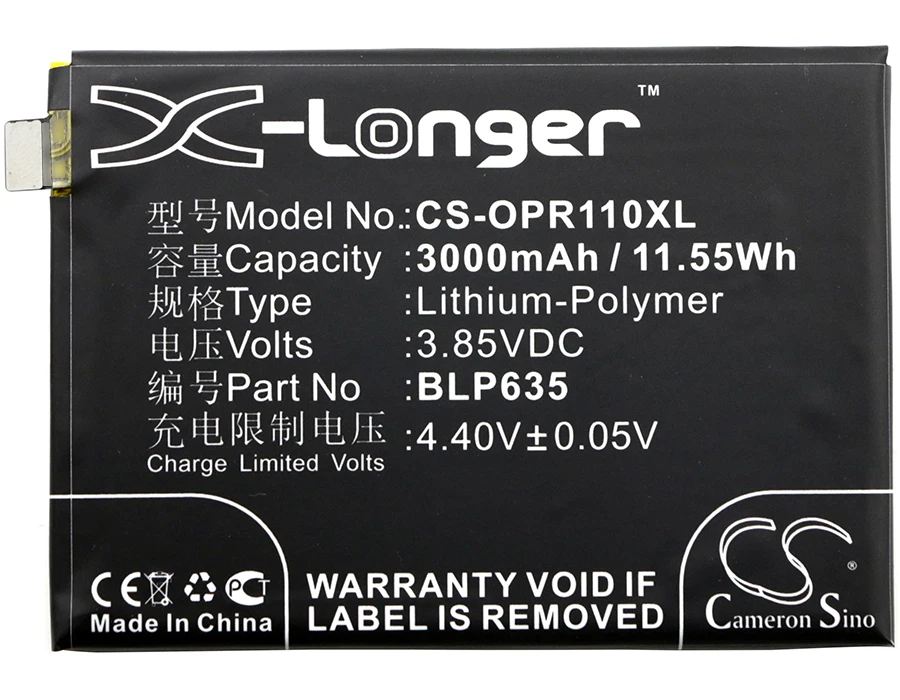 X-Longer™
型号Model No.:CS-OPR110XL
容量Capacity :3000mAh / 11.55Wh
规格Type :Lithium-Polymer
电压Volts :3.85VDC
编号Part No :BLP635
充电限制电压 :4.40V±0.05V
Charge Limited Volts
CE PCT
Made In China
WARRANTY VOID IF
LABEL IS REMOVED
CS®
Cameron Sino